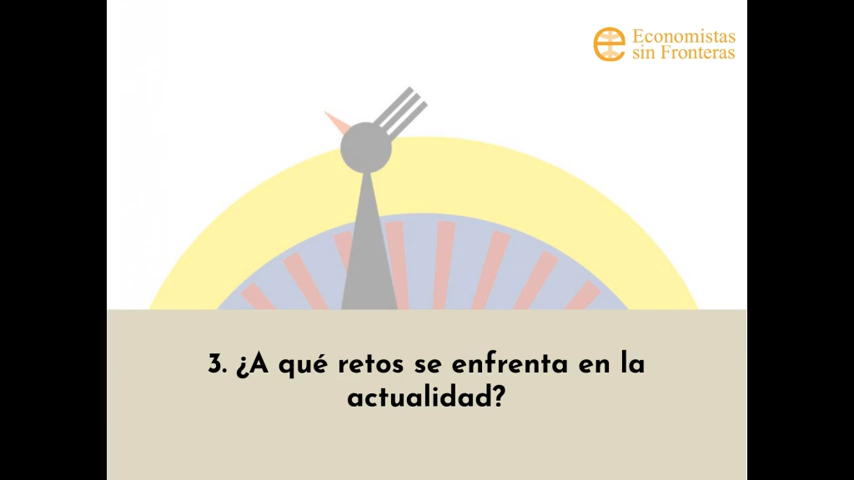 Economistas
sin Fronteras
3. ¿A qué retos se enfrenta en la
actualidad?